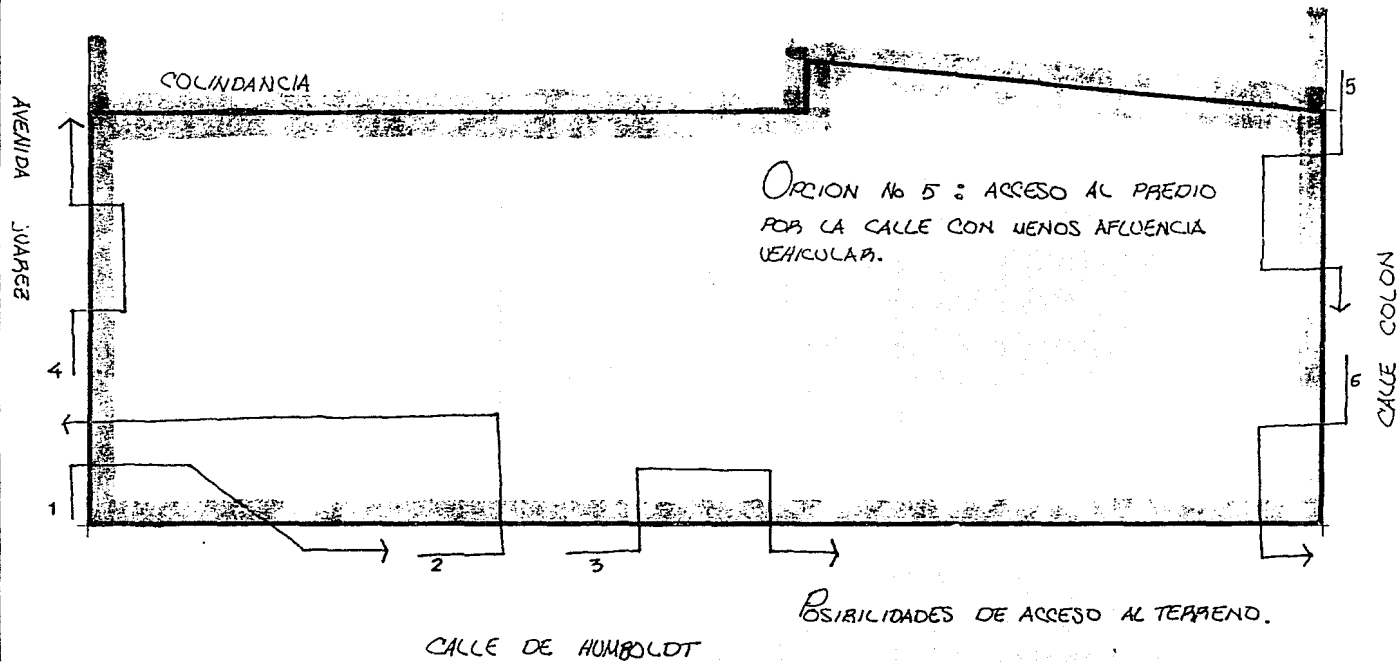 COLINDANCIA
5
AVENIDA JUAREZ
OPCION No 5 : ACCESO AL PREDIO
POR LA CALLE CON MENOS AFLUENCIA
VEHICULAR.
CALLE COLON
4
6
1
2
3
POSIBILIDADES DE ACCESO AL TERRENO.
CALLE DE HUMBOLDT